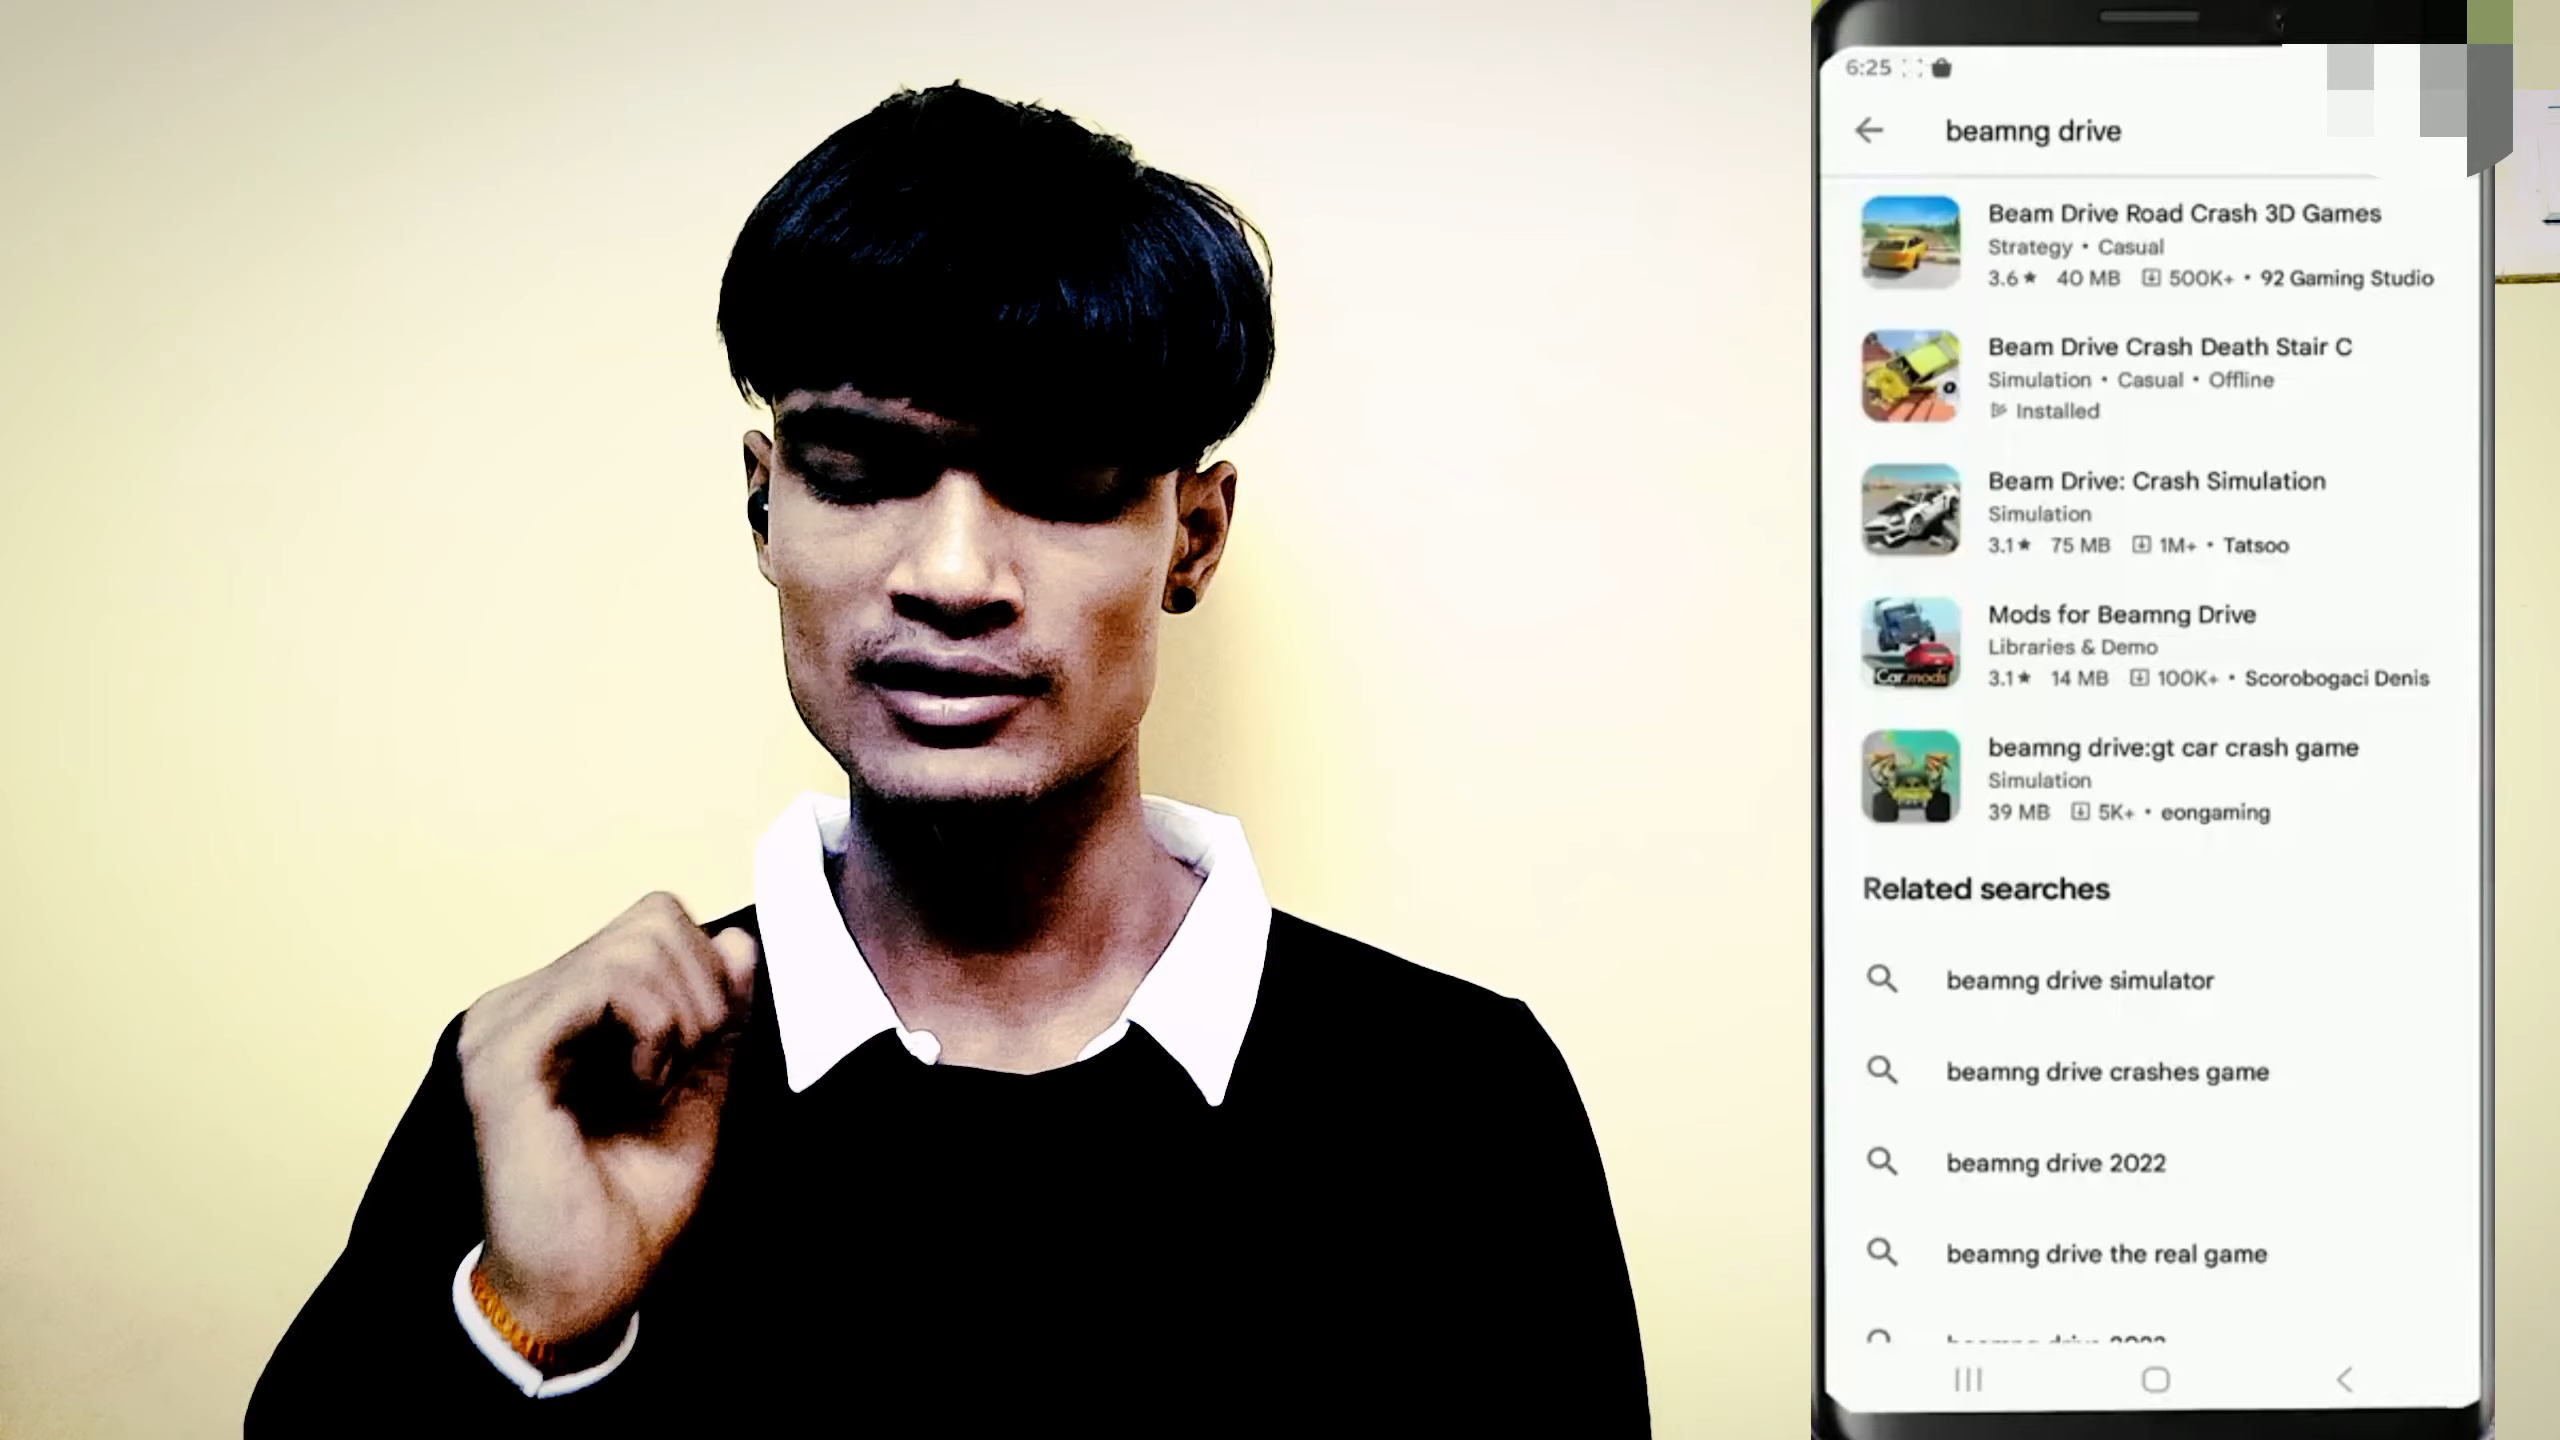 6:25
beamng drive
Beam Drive Road Crash 3D Games
Strategy • Casual
3.6★ 40 MB 500K+ • 92 Gaming Studio
Beam Drive Crash Death Stair C
Simulation • Casual • Offline
Installed
Beam Drive: Crash Simulation
Simulation
3.1★ 75 MB 1M+ • Tatsoo
Mods for Beamng Drive
Libraries & Demo
3.1★ 14 MB 100K+ • Scorobogaci Denis
Car mods
beamng drive:gt car crash game
Simulation
39 MB 5K+ • eongaming
Related searches
beamng drive simulator
beamng drive crashes game
beamng drive 2022
beamng drive the real game